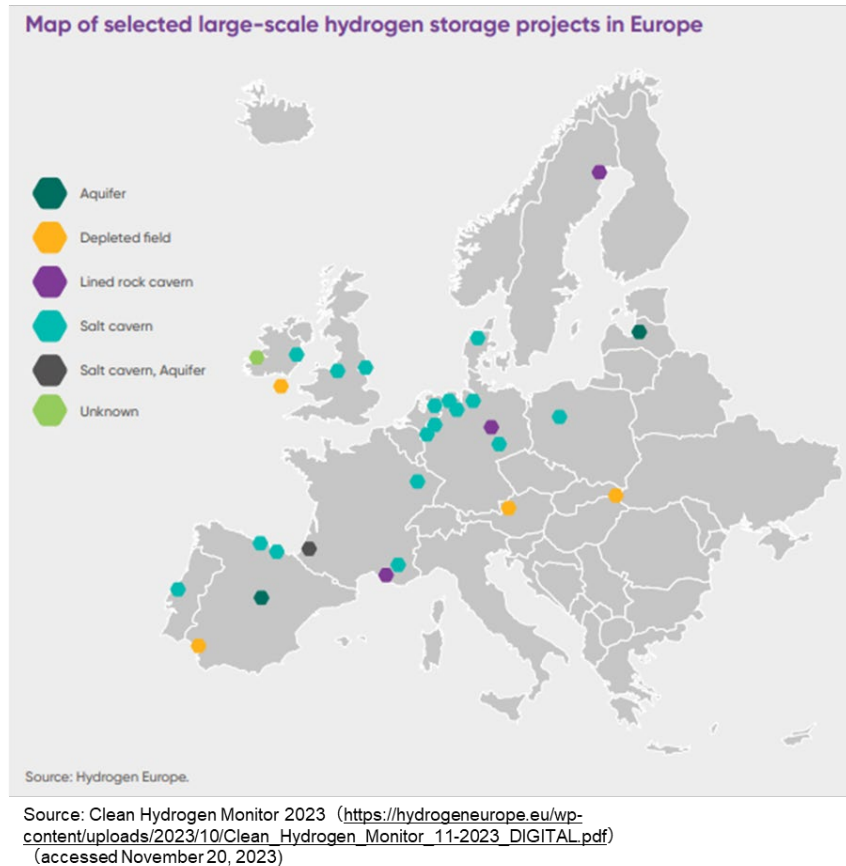 Map of selected large-scale hydrogen storage projects in Europe
Aquifer
Depleted field
Lined rock cavern
Salt cavern
Salt cavern, Aquifer
Unknown
Source: Hydrogen Europe.
Source: Clean Hydrogen Monitor 2023（https://hydrogeneurope.eu/wp-
content/uploads/2023/10/Clean_Hydrogen_Monitor_11-2023_DIGITAL.pdf）
（accessed November 20, 2023)